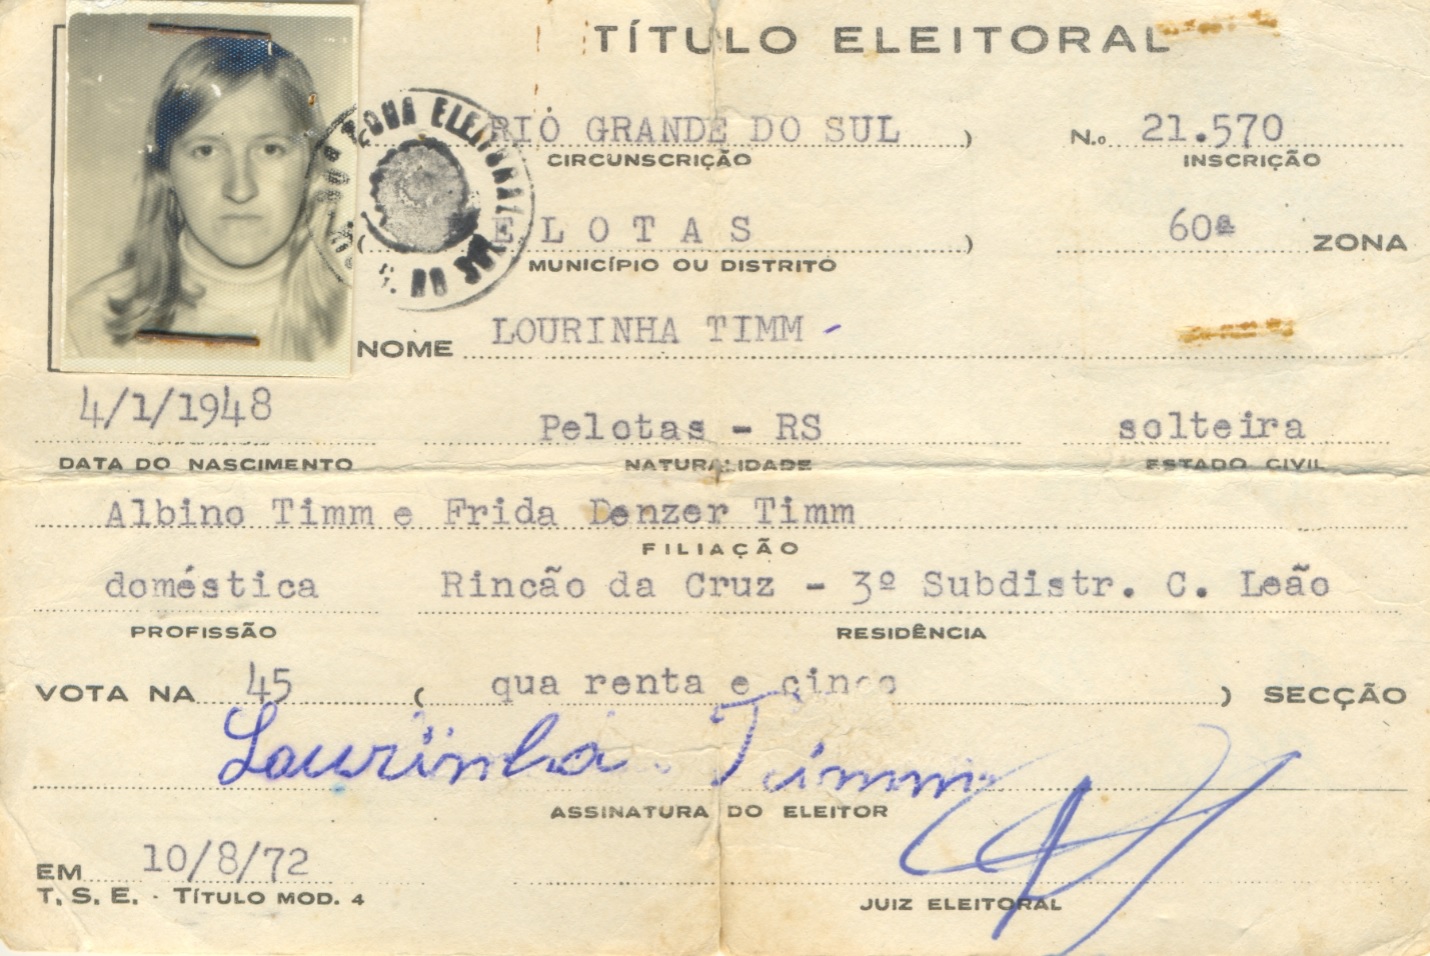 TÍTULO ELEITORAL
RIO GRANDE DO SUL ) N.o 21.570
CIRCUNSCRIÇÃO INSCRIÇÃO
ZONA ELEITORAL
( ELOTAS ) 60ª ZONA
MUNICÍPIO OU DISTRITO
NOME LOURINHA TIMM -
4/1/1948 Pelotas - RS solteira
DATA DO NASCIMENTO NATURALIDADE ESTADO CIVIL
Albino Timm e Frida Denzer Timm
FILIAÇÃO
doméstica Rincão da Cruz - 3º Subdistr. C. Leão
PROFISSÃO RESIDÊNCIA
VOTA NA 45 ( qua renta e cinco ) SECÇÃO
Lourinha Timm
ASSINATURA DO ELEITOR
EM 10/8/72
T. S. E. - TÍTULO MOD. 4 JUIZ ELEITORAL